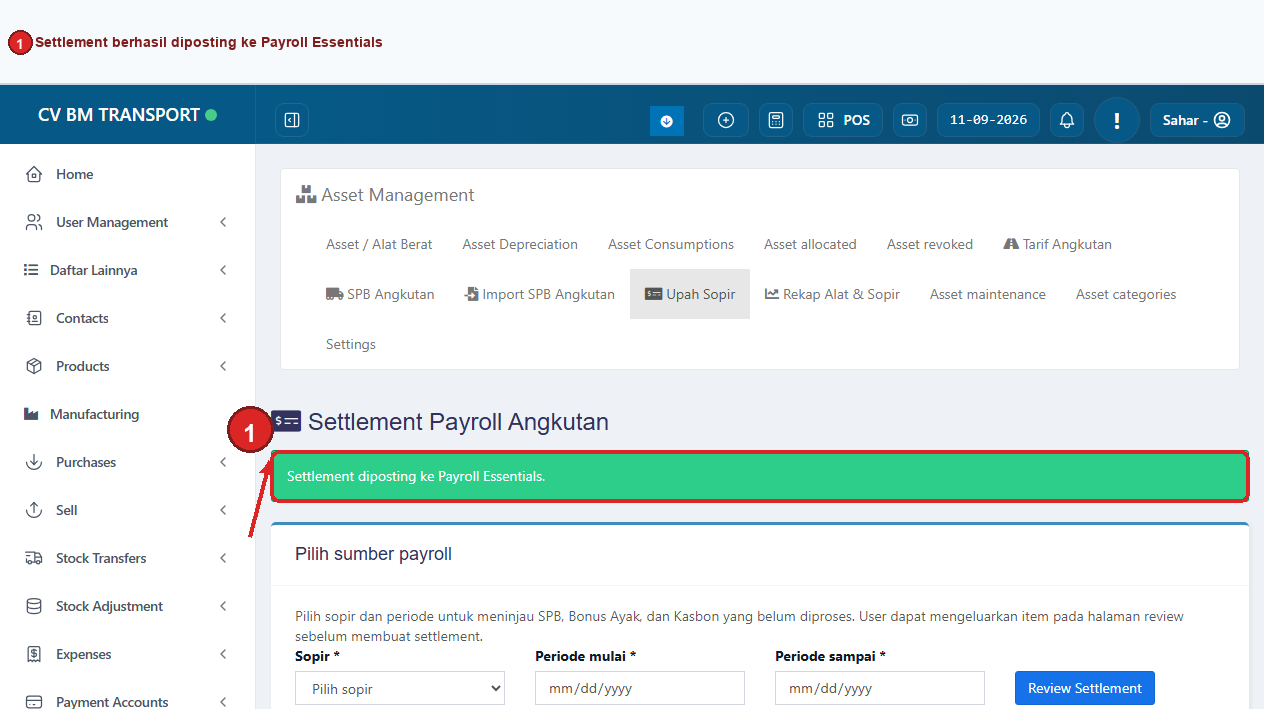 1 Settlement berhasil diposting ke Payroll Essentials
CV BM TRANSPORT
POS
11-09-2026
Sahar -
Home
User Management
Daftar Lainnya
Contacts
Products
Manufacturing
Purchases
Sell
Stock Transfers
Stock Adjustment
Expenses
Payment Accounts
Asset Management
Asset / Alat Berat Asset Depreciation Asset Consumptions Asset allocated Asset revoked Tarif Angkutan
SPB Angkutan Import SPB Angkutan Upah Sopir Rekap Alat & Sopir Asset maintenance Asset categories
Settings
1
Settlement Payroll Angkutan
Settlement diposting ke Payroll Essentials.
Pilih sumber payroll
Pilih sopir dan periode untuk meninjau SPB, Bonus Ayak, dan Kasbon yang belum diproses. User dapat mengeluarkan item pada halaman review
sebelum membuat settlement.
Sopir * Periode mulai * Periode sampai *
Pilih sopir mm/dd/yyyy mm/dd/yyyy Review Settlement